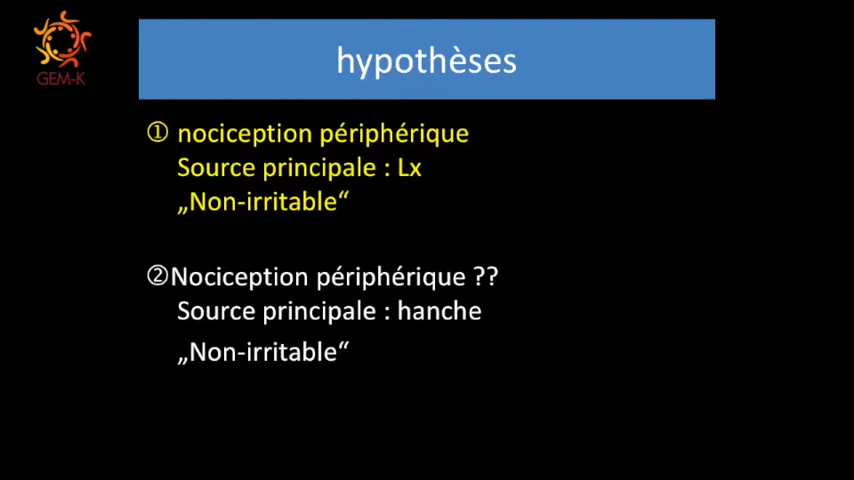 GEM-K
hypothèses
① nociception périphérique
Source principale : Lx
„Non-irritable“
②Nociception périphérique ??
Source principale : hanche
„Non-irritable“